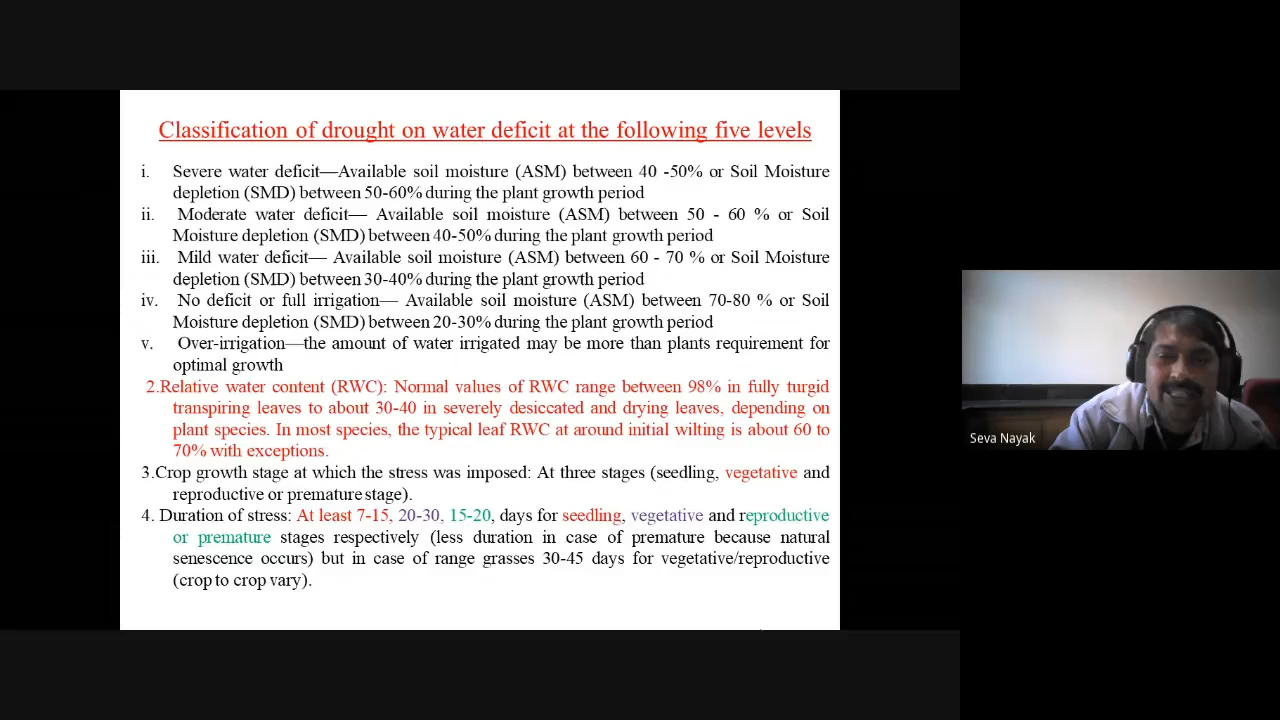 Classification of drought on water deficit at the following five levels
i. Severe water deficit—Available soil moisture (ASM) between 40 -50% or Soil Moisture
depletion (SMD) between 50-60% during the plant growth period
ii. Moderate water deficit— Available soil moisture (ASM) between 50 - 60 % or Soil
Moisture depletion (SMD) between 40-50% during the plant growth period
iii. Mild water deficit— Available soil moisture (ASM) between 60 - 70 % or Soil Moisture
depletion (SMD) between 30-40% during the plant growth period
iv. No deficit or full irrigation— Available soil moisture (ASM) between 70-80 % or Soil
Moisture depletion (SMD) between 20-30% during the plant growth period
v. Over-irrigation—the amount of water irrigated may be more than plants requirement for
optimal growth
2.Relative water content (RWC): Normal values of RWC range between 98% in fully turgid
transpiring leaves to about 30-40 in severely desiccated and drying leaves, depending on
plant species. In most species, the typical leaf RWC at around initial wilting is about 60 to
70% with exceptions.
3.Crop growth stage at which the stress was imposed: At three stages (seedling, vegetative and
reproductive or premature stage).
4. Duration of stress: At least 7-15, 20-30, 15-20, days for seedling, vegetative and reproductive
or premature stages respectively (less duration in case of premature because natural
senescence occurs) but in case of range grasses 30-45 days for vegetative/reproductive
(crop to crop vary).
Seva Nayak